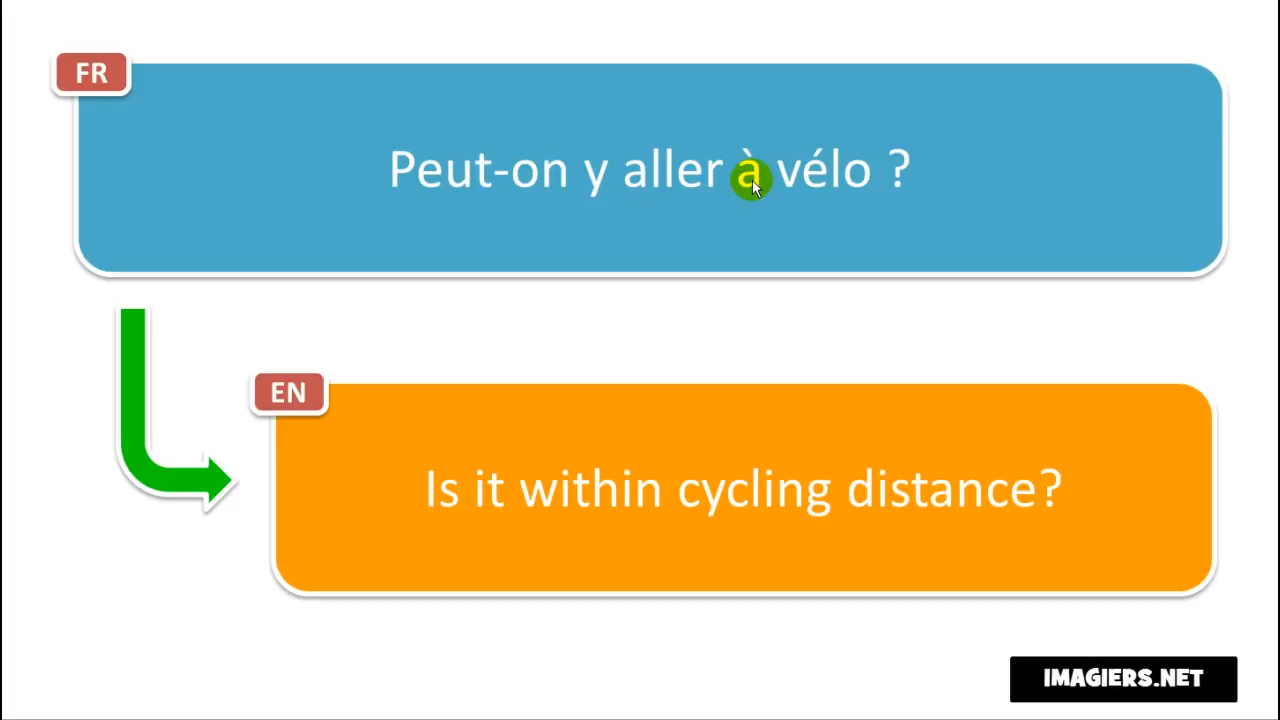 FR
Peut-on y aller à vélo ?
EN
Is it within cycling distance?
IMAGIERS.NET